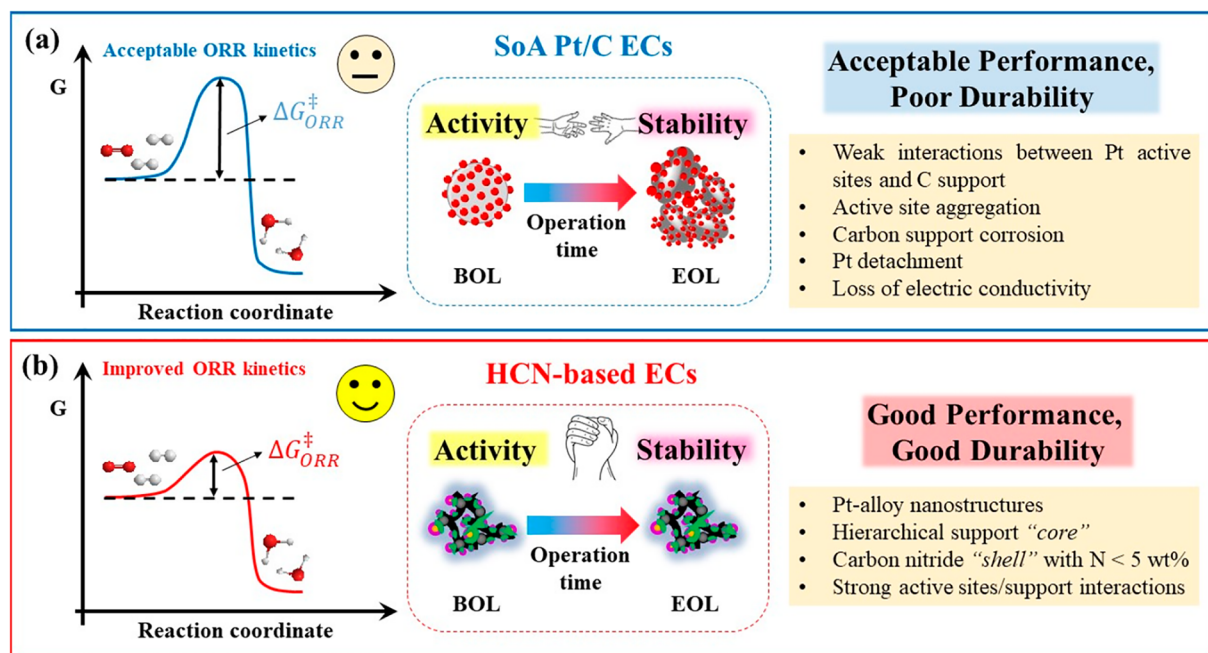 (a)
Acceptable ORR kinetics
G
ΔG‡ORR
Reaction coordinate
SoA Pt/C ECs
Activity
Stability
Operation
time
BOL
EOL
Acceptable Performance,
Poor Durability
• Weak interactions between Pt active
sites and C support
• Active site aggregation
• Carbon support corrosion
• Pt detachment
• Loss of electric conductivity
(b)
Improved ORR kinetics
G
ΔG‡ORR
Reaction coordinate
HCN-based ECs
Activity
Stability
Operation
time
BOL
EOL
Good Performance,
Good Durability
• Pt-alloy nanostructures
• Hierarchical support “core”
• Carbon nitride “shell” with N < 5 wt%
• Strong active sites/support interactions